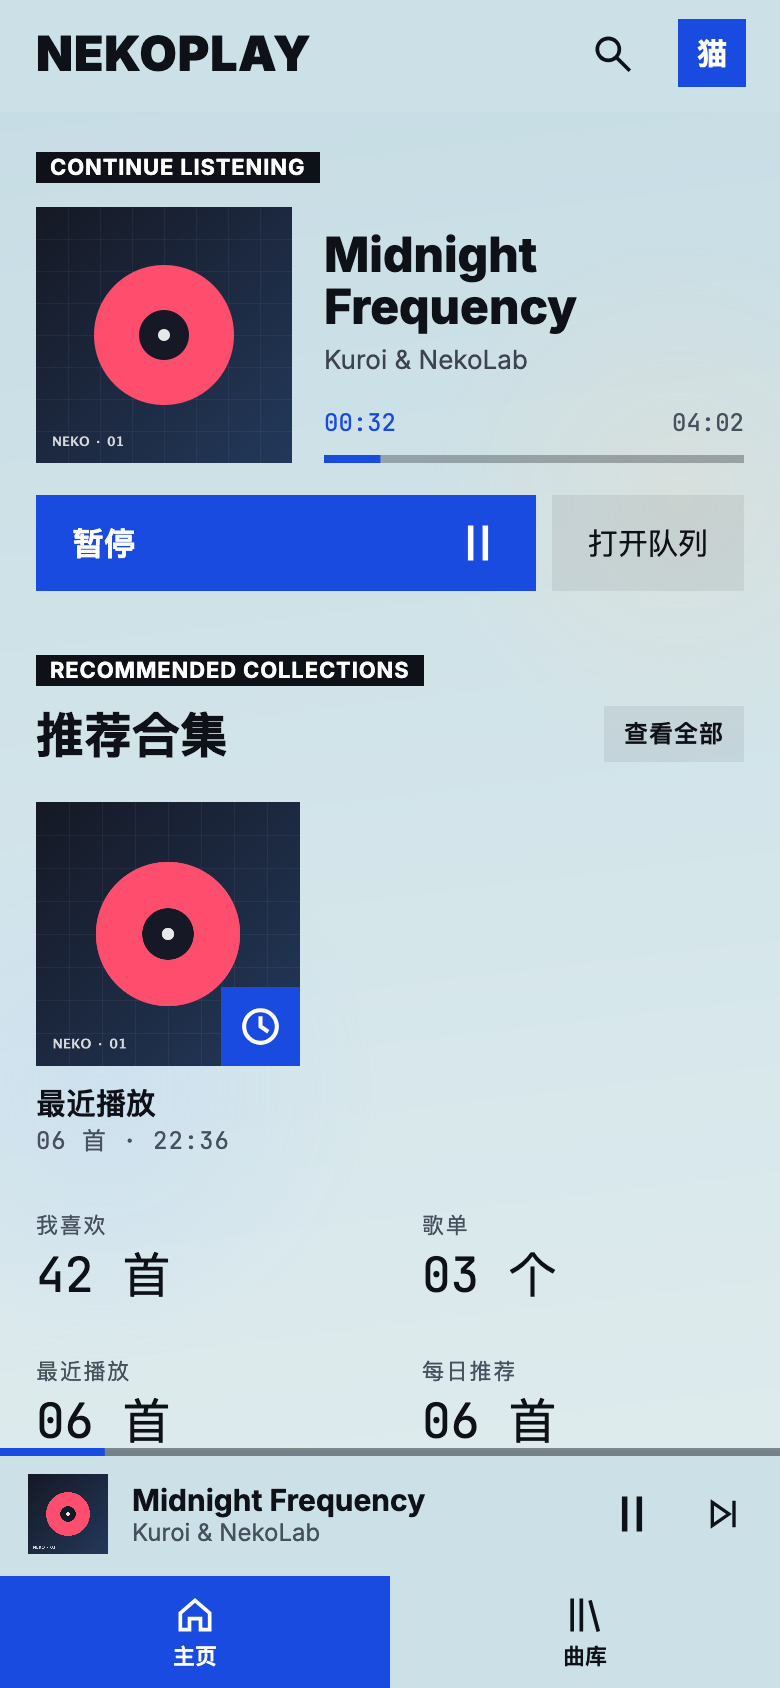 NEKOPLAY
猫
CONTINUE LISTENING
Midnight
Frequency
Kuroi & NekoLab
00:32
04:02
NEKO · 01
暂停
打开队列
RECOMMENDED COLLECTIONS
推荐合集
查看全部
NEKO · 01
最近播放
06 首 · 22:36
我喜欢
42 首
歌单
03 个
最近播放
06 首
每日推荐
06 首
Midnight Frequency
Kuroi & NekoLab
主页
曲库